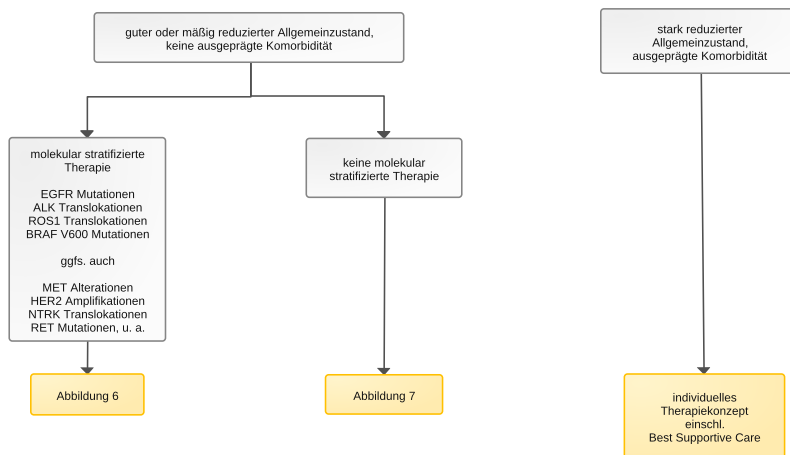 guter oder mäßig reduzierter Allgemeinzustand,
keine ausgeprägte Komorbidität
stark reduzierter
Allgemeinzustand,
ausgeprägte Komorbidität
molekular stratifizierte
Therapie
EGFR Mutationen
ALK Translokationen
ROS1 Translokationen
BRAF V600 Mutationen
ggfs. auch
MET Alterationen
HER2 Amplifikationen
NTRK Translokationen
RET Mutationen, u. a.
keine molekular
stratifizierte Therapie
Abbildung 6
Abbildung 7
individuelles
Therapiekonzept
einschl.
Best Supportive Care